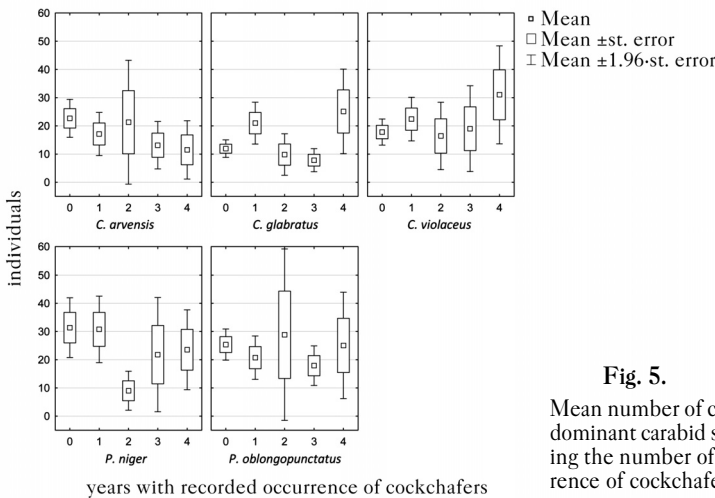 60
50
40
30
20
10
0
0 1 2 3 4
C. arvensis
0 1 2 3 4
C. glabratus
0 1 2 3 4
C. violaceus
Mean
Mean ±st. error
Mean ±1.96·st. error
individuals
60
50
40
30
20
10
0
0 1 2 3 4
P. niger
0 1 2 3 4
P. oblongopunctatus
years with recorded occurrence of cockchafers
Fig. 5.
Mean number of
dominant carabid
ing the number of
rence of